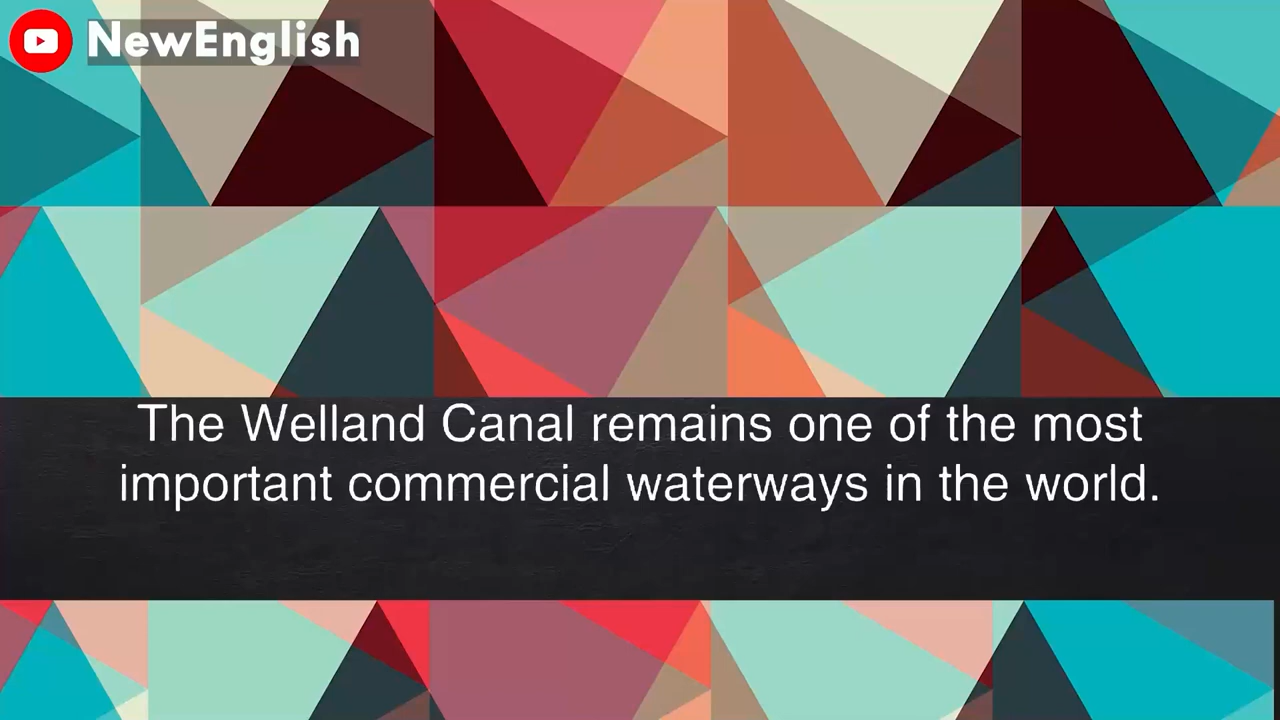 NewEnglish
The Welland Canal remains one of the most
important commercial waterways in the world.